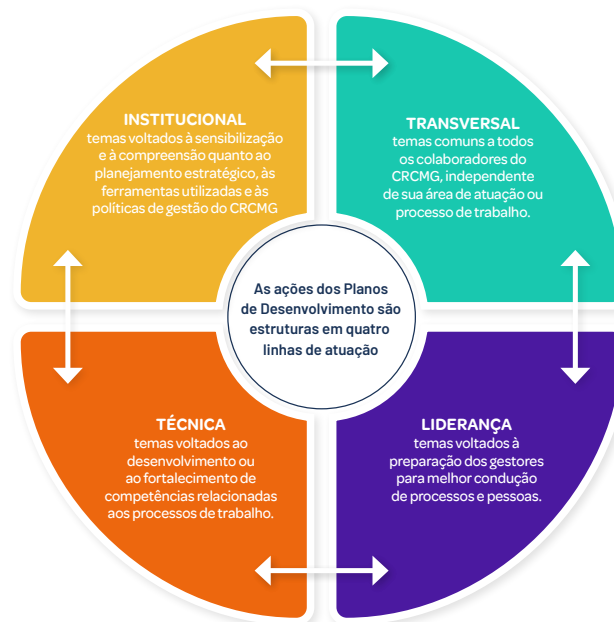 INSTITUCIONAL
temas voltados à sensibilização
e à compreensão quanto ao
planejamento estratégico, às
ferramentas utilizadas e às
políticas de gestão do CRCMG
TRANSVERSAL
temas comuns a todos
os colaboradores do
CRCMG, independente
de sua área de atuação ou
processo de trabalho.
As ações dos Planos
de Desenvolvimento são
estruturas em quatro
linhas de atuação
TÉCNICA
temas voltados ao
desenvolvimento ou
ao fortalecimento de
competências relacionadas
aos processos de trabalho.
LIDERANÇA
temas voltados à
preparação dos gestores
para melhor condução
de processos e pessoas.